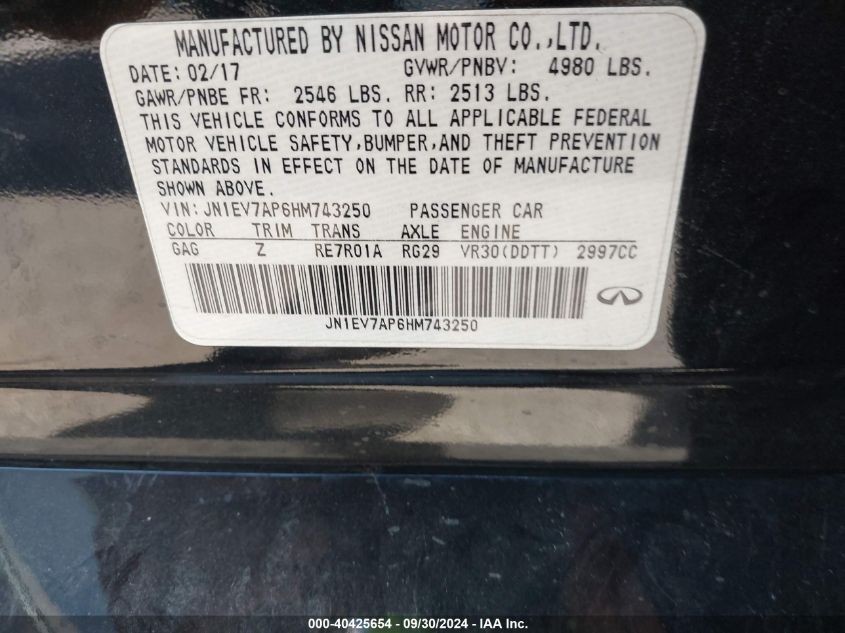 MANUFACTURED BY NISSAN MOTOR CO.,LTD.
DATE: 02/17 GVWR/PNBV: 4980 LBS.
GAWR/PNBE FR: 2546 LBS. RR: 2513 LBS.
THIS VEHICLE CONFORMS TO ALL APPLICABLE FEDERAL
MOTOR VEHICLE SAFETY,BUMPER,AND THEFT PREVENTION
STANDARDS IN EFFECT ON THE DATE OF MANUFACTURE
SHOWN ABOVE.
VIN: JN1EV7AP6HM743250 PASSENGER CAR
COLOR TRIM TRANS AXLE ENGINE
GAG Z RE7R01A RG29 VR30(DDTT) 2997CC
JN1EV7AP6HM743250
000-40425654 - 09/30/2024 - IAA Inc.